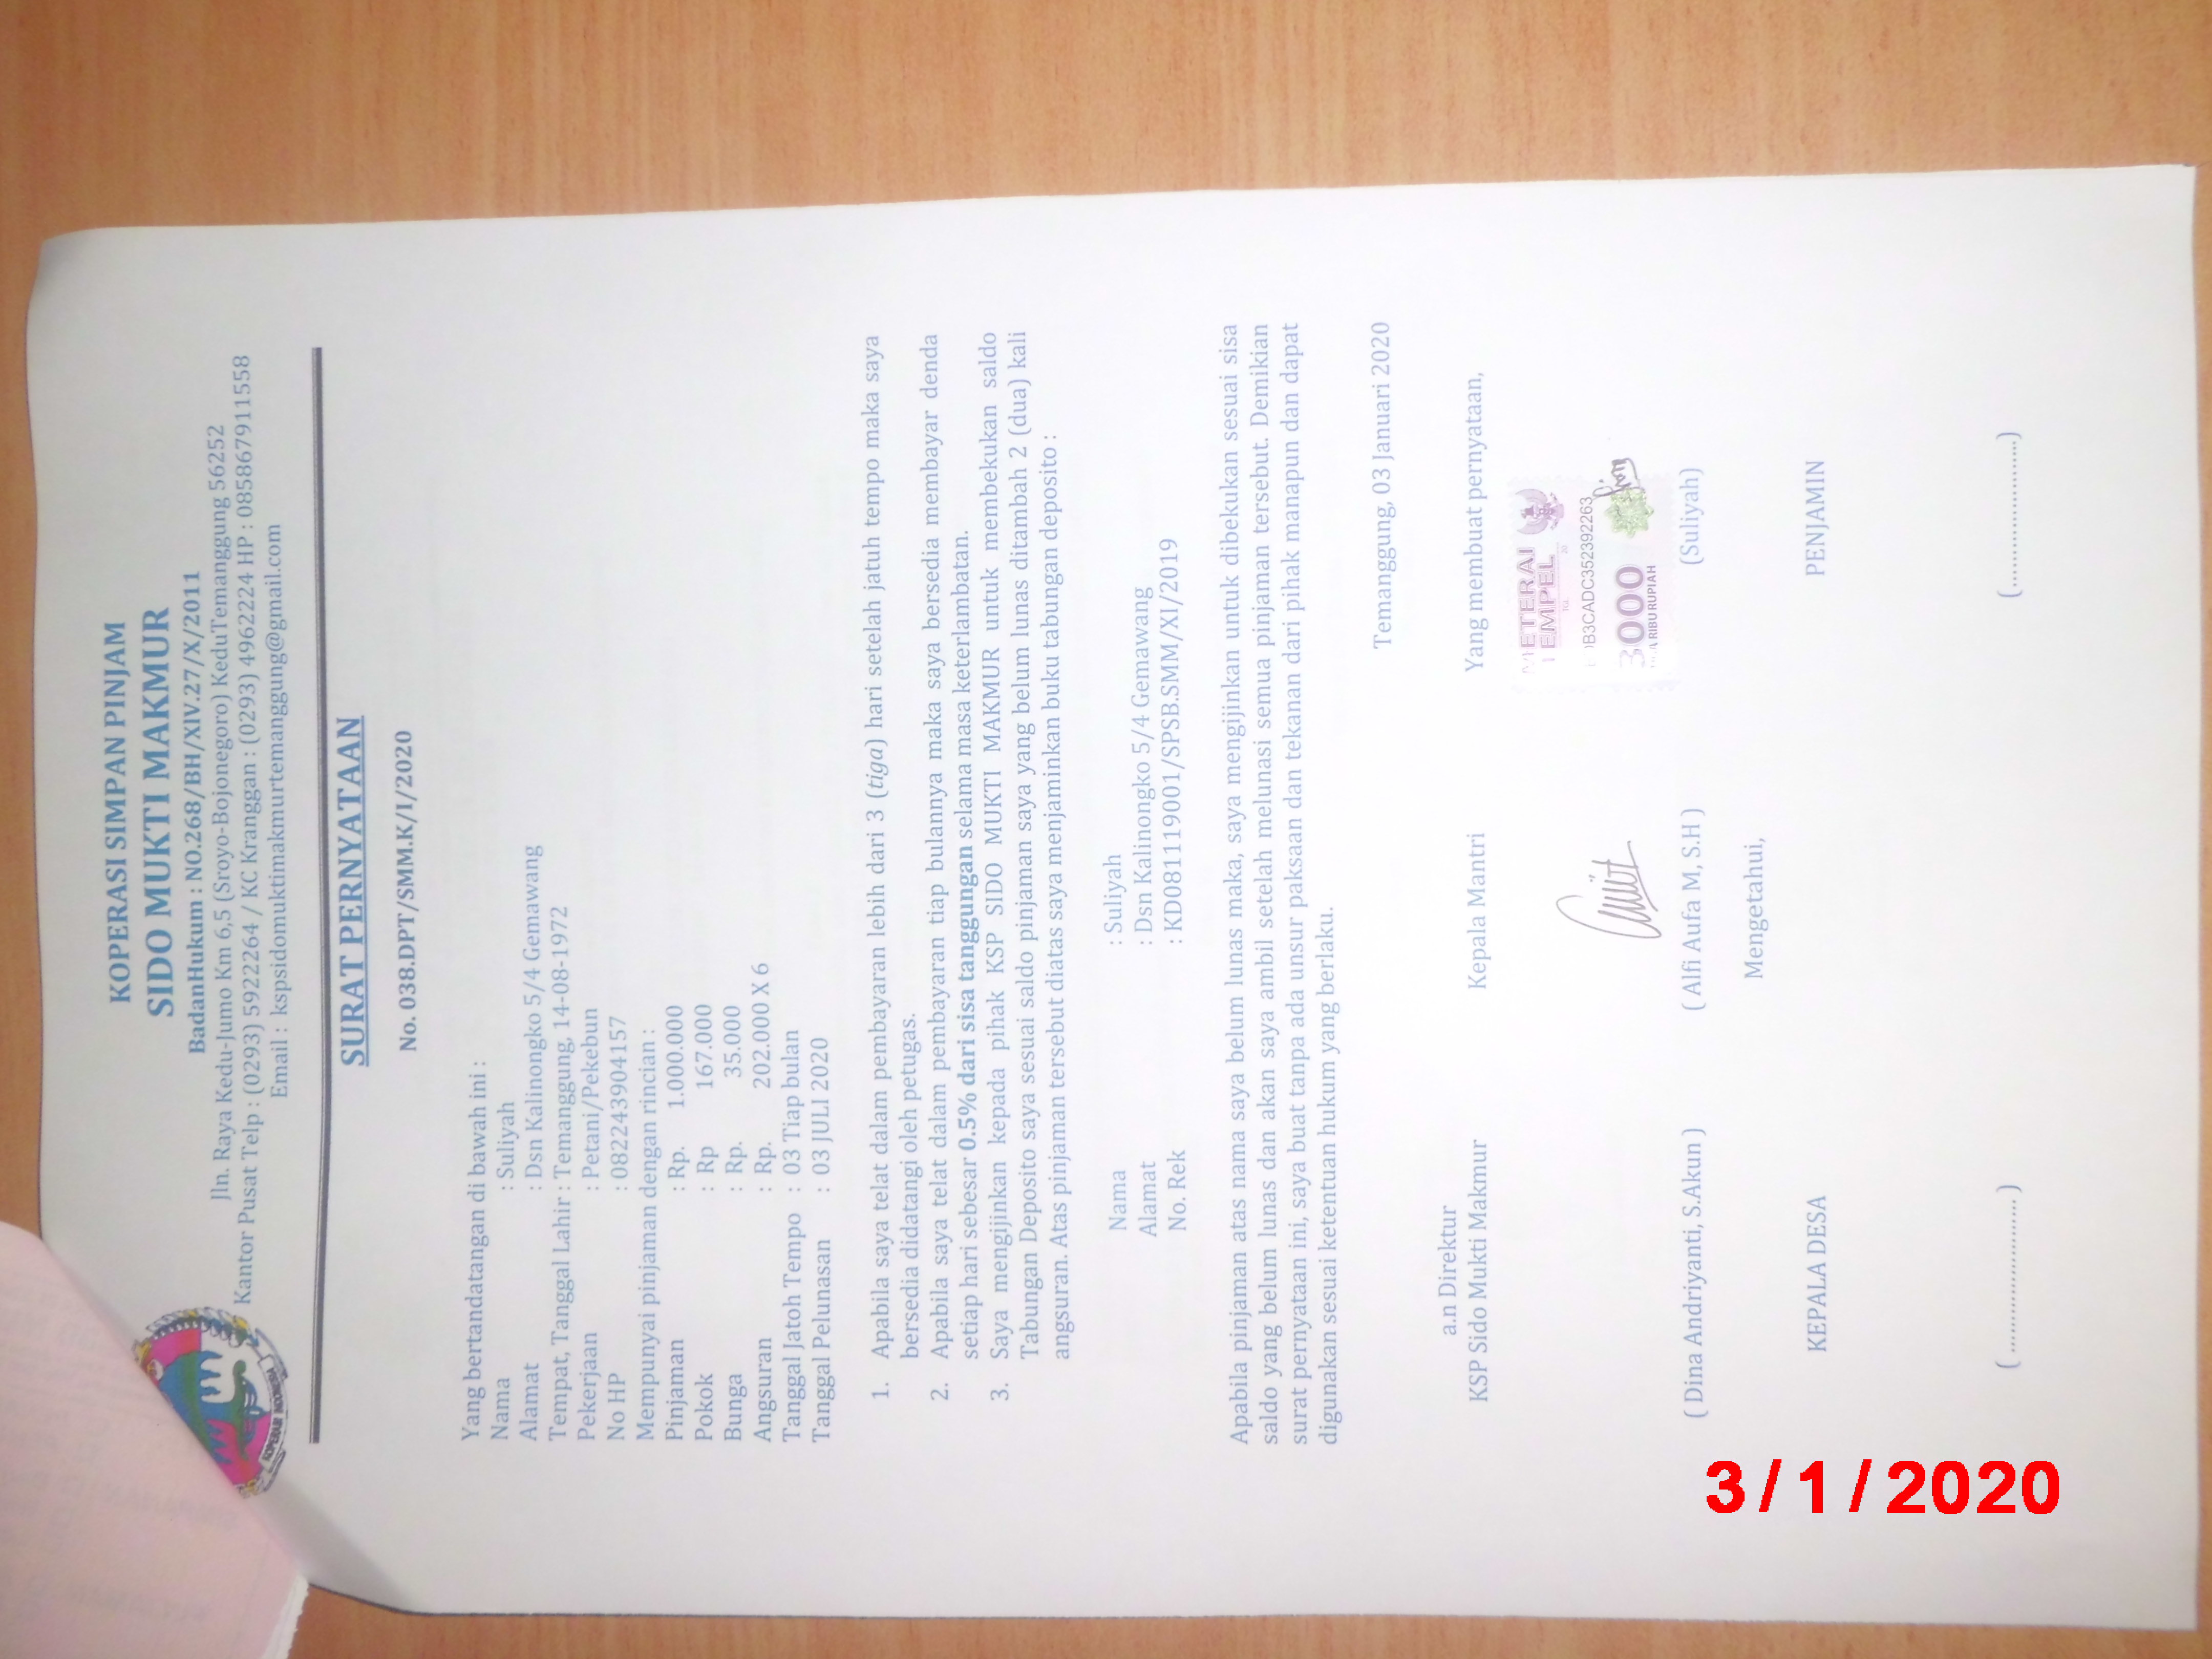 KOPERASI SIMPAN PINJAM
SIDO MUKTI MAKMUR
BadanHukum : NO.268/BH/XIV.27/X/2011
Jln. Raya Kedu-Jumo Km 6,5 (Sroyo-Bojonegoro) KeduTemanggung 56252
Kantor Pusat Telp : (0293) 5922264 / KC Kranggan : (0293) 4962224 HP : 085867911558
Email : kspsidomuktimakmurtemanggung@gmail.com
KOPERASI INDONESIA
SURAT PERNYATAAN
No. 038.DPT/SMM.K/I/2020
Yang bertandatangan di bawah ini :
Nama : Suliyah
Alamat : Dsn Kalinongko 5/4 Gemawang
Tempat, Tanggal Lahir : Temanggung, 14-08-1972
Pekerjaan : Petani/Pekebun
No HP : 082243904157
Mempunyai pinjaman dengan rincian :
Pinjaman : Rp. 1.000.000
Pokok : Rp 167.000
Bunga : Rp. 35.000
Angsuran : Rp. 202.000 X 6
Tanggal Jatoh Tempo : 03 Tiap bulan
Tanggal Pelunasan : 03 JULI 2020
1. Apabila saya telat dalam pembayaran lebih dari 3 (tiga) hari setelah jatuh tempo maka saya
bersedia didatangi oleh petugas.
2. Apabila saya telat dalam pembayaran tiap bulannya maka saya bersedia membayar denda
setiap hari sebesar 0.5% dari sisa tanggungan selama masa keterlambatan.
3. Saya mengijinkan kepada pihak KSP SIDO MUKTI MAKMUR untuk membekukan saldo
Tabungan Deposito saya sesuai saldo pinjaman saya yang belum lunas ditambah 2 (dua) kali
angsuran. Atas pinjaman tersebut diatas saya menjaminkan buku tabungan deposito :
Nama : Suliyah
Alamat : Dsn Kalinongko 5/4 Gemawang
No. Rek : KD081119001/SPSB.SMM/XI/2019
Apabila pinjaman atas nama saya belum lunas maka, saya mengijinkan untuk dibekukan sesuai sisa
saldo yang belum lunas dan akan saya ambil setelah melunasi semua pinjaman tersebut. Demikian
surat pernyataan ini, saya buat tanpa ada unsur paksaan dan tekanan dari pihak manapun dan dapat
digunakan sesuai ketentuan hukum yang berlaku.
Temanggung, 03 Januari 2020
a.n Direktur
KSP Sido Mukti Makmur Kepala Mantri Yang membuat pernyataan,
METERAI
TEMPEL
TGL. 20
1B3CADC352392263
3000
RIBU RUPIAH
( Dina Andriyanti, S.Akun ) ( Alfi Aufa M, S.H ) (Suliyah)
Mengetahui,
KEPALA DESA PENJAMIN
(........................) (........................)
3/1/2020